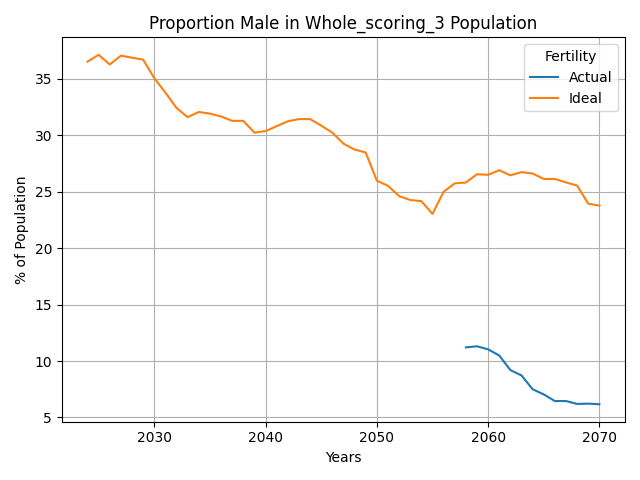 Proportion Male in Whole_scoring_3 Population
Fertility
Actual
Ideal
% of Population
35
30
25
20
15
10
5
2030
2040
2050
2060
2070
Years